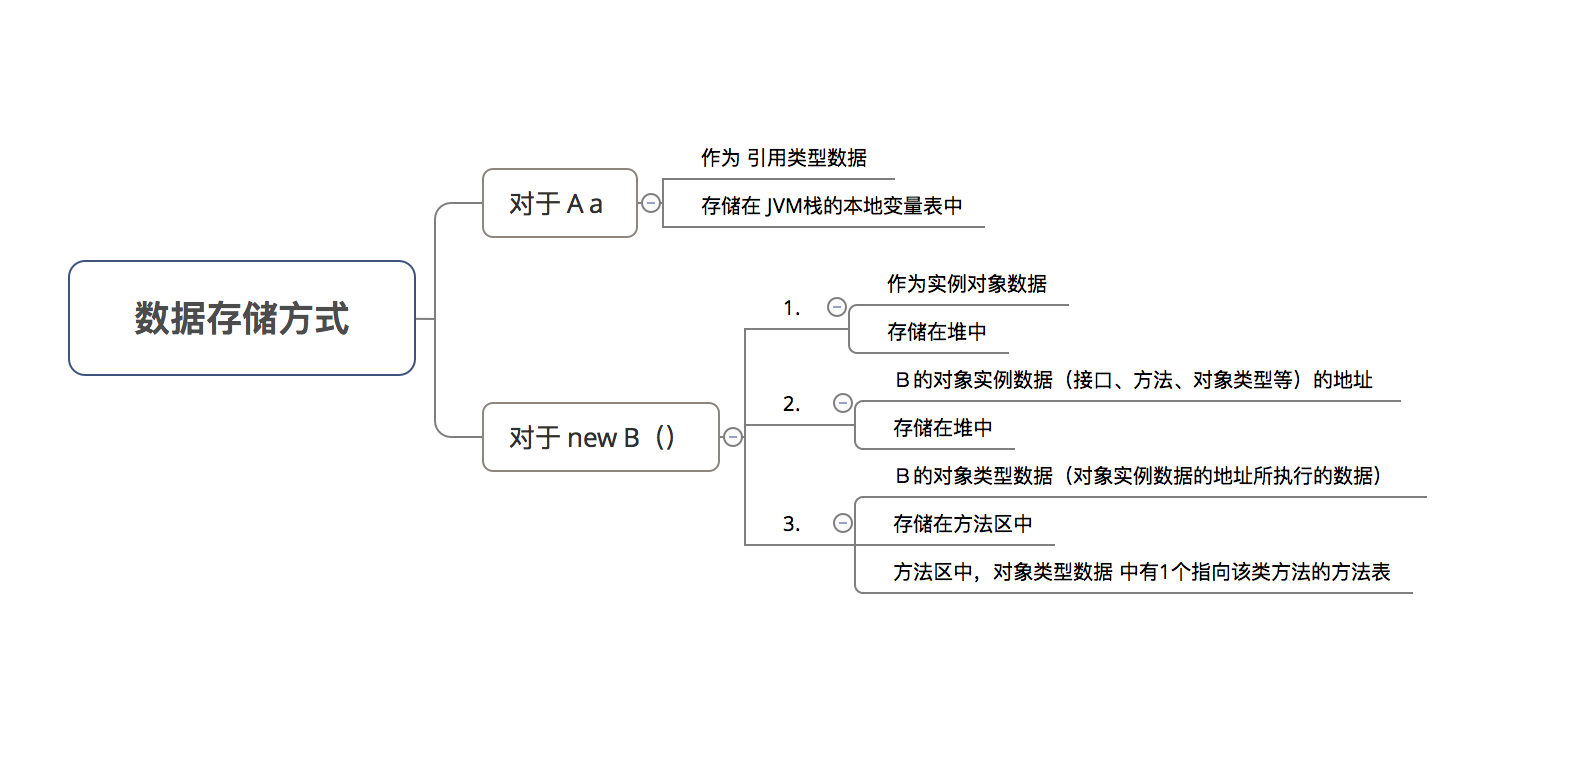 数据存储方式
对于 A a
作为 引用类型数据
存储在 JVM栈的本地变量表中
对于 new B（）
1.
作为实例对象数据
存储在堆中
2.
B的对象实例数据（接口、方法、对象类型等）的地址
存储在堆中
3.
B的对象类型数据（对象实例数据的地址所执行的数据）
存储在方法区中
方法区中，对象类型数据 中有1个指向该类方法的方法表